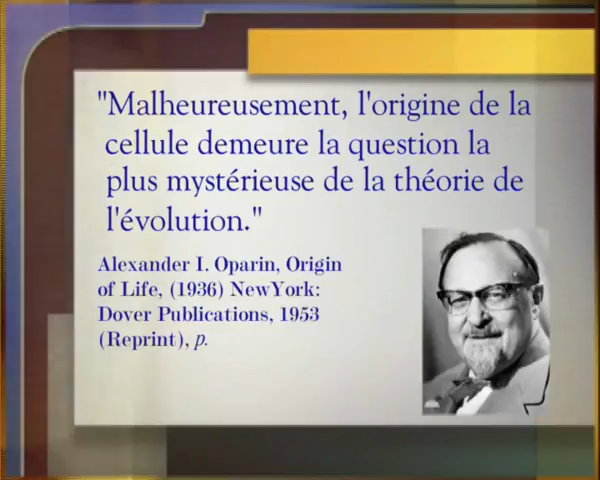 "Malheureusement, l'origine de la
cellule demeure la question la
plus mystérieuse de la théorie de
l'évolution."
Alexander I. Oparin, Origin
of Life, (1936) NewYork:
Dover Publications, 1953
(Reprint), p.